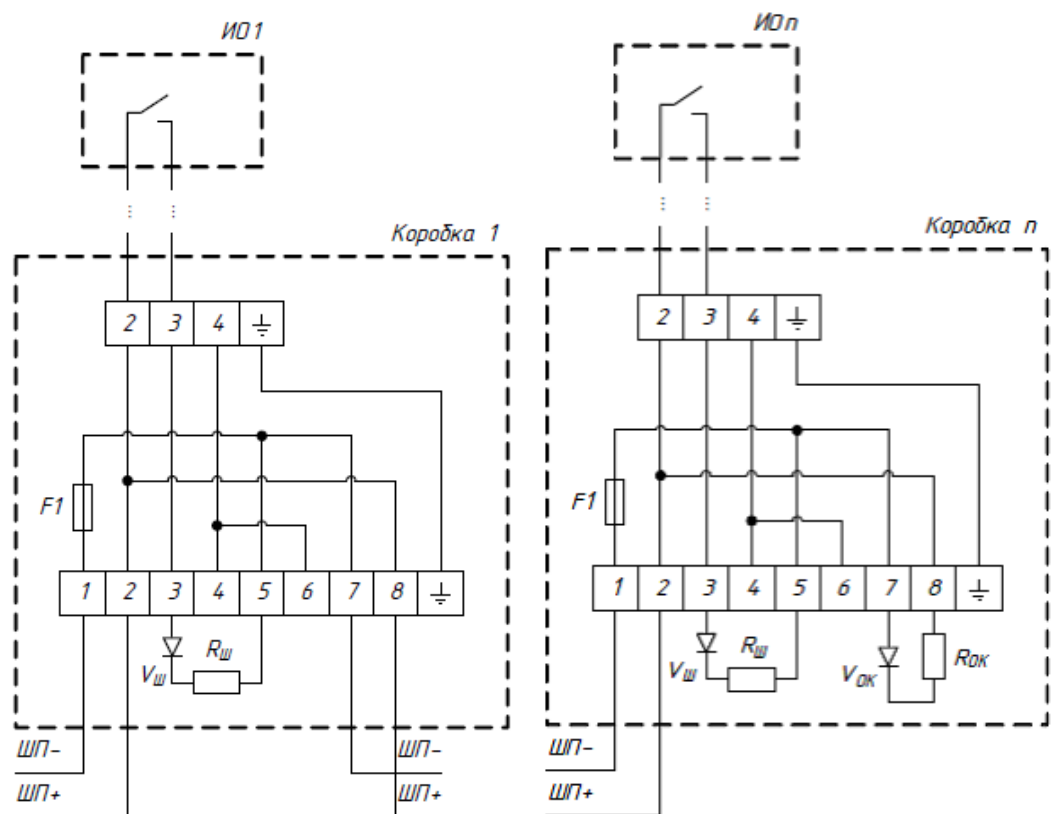 ИО1
ИОn
Коробка 1
Коробка n
2 3 4
2 3 4
F1
F1
1 2 3 4 5 6 7 8
1 2 3 4 5 6 7 8
VШ
RШ
VШ
RШ
VОК
RОК
ШП-
ШП-
ШП-
ШП+
ШП+
ШП+